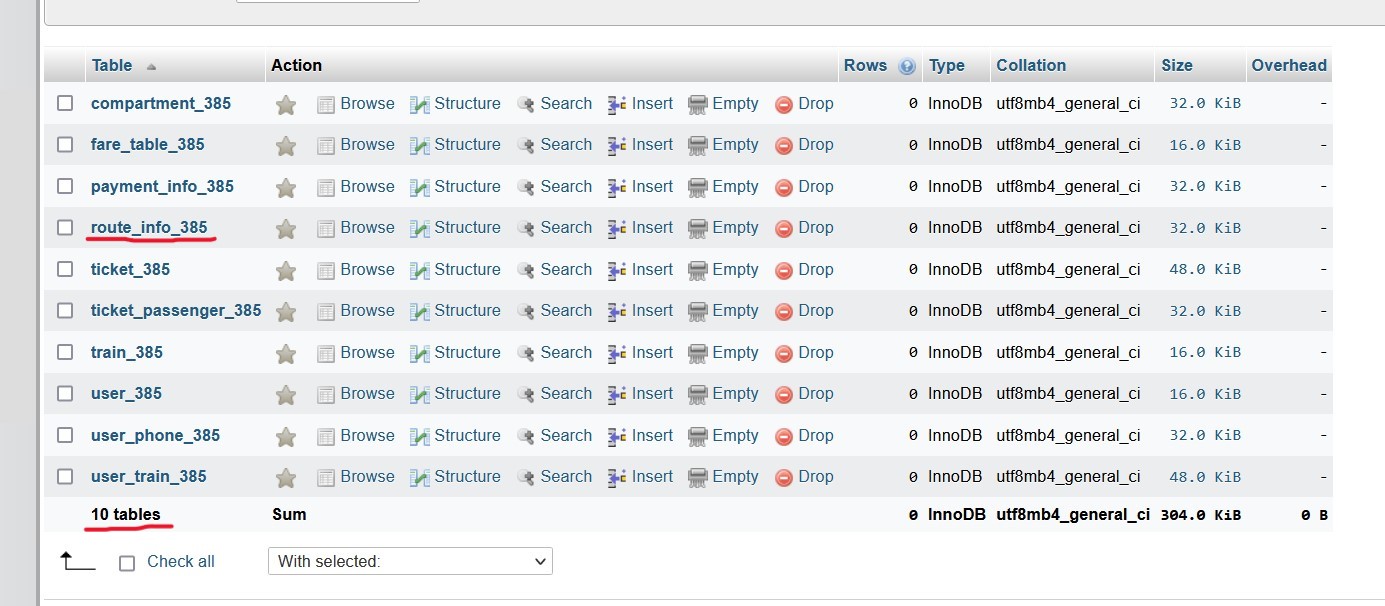 Table Action Rows Type Collation Size Overhead
compartment_385 Browse Structure Search Insert Empty Drop 0 InnoDB utf8mb4_general_ci 32.0 KiB -
fare_table_385 Browse Structure Search Insert Empty Drop 0 InnoDB utf8mb4_general_ci 16.0 KiB -
payment_info_385 Browse Structure Search Insert Empty Drop 0 InnoDB utf8mb4_general_ci 32.0 KiB -
route_info_385 Browse Structure Search Insert Empty Drop 0 InnoDB utf8mb4_general_ci 32.0 KiB -
ticket_385 Browse Structure Search Insert Empty Drop 0 InnoDB utf8mb4_general_ci 48.0 KiB -
ticket_passenger_385 Browse Structure Search Insert Empty Drop 0 InnoDB utf8mb4_general_ci 32.0 KiB -
train_385 Browse Structure Search Insert Empty Drop 0 InnoDB utf8mb4_general_ci 16.0 KiB -
user_385 Browse Structure Search Insert Empty Drop 0 InnoDB utf8mb4_general_ci 16.0 KiB -
user_phone_385 Browse Structure Search Insert Empty Drop 0 InnoDB utf8mb4_general_ci 32.0 KiB -
user_train_385 Browse Structure Search Insert Empty Drop 0 InnoDB utf8mb4_general_ci 48.0 KiB -
10 tables Sum 0 InnoDB utf8mb4_general_ci 304.0 KiB 0 B
Check all With selected: